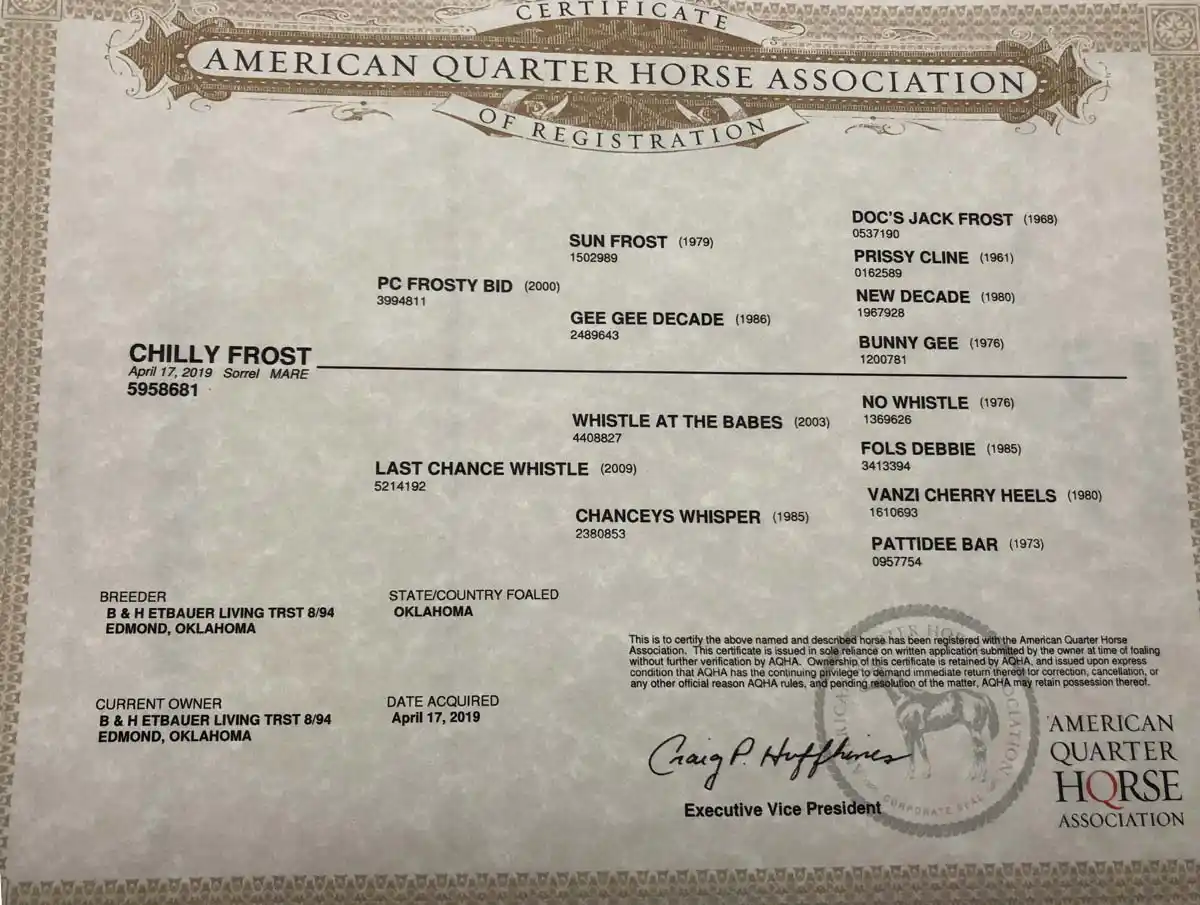 CERTIFICATE
AMERICAN QUARTER HORSE ASSOCIATION
OF REGISTRATION
DOC'S JACK FROST (1968)
0537190
SUN FROST (1979)
1502989
PRISSY CLINE (1961)
0162589
PC FROSTY BID (2000)
3994811
NEW DECADE (1980)
1967928
GEE GEE DECADE (1986)
2489643
BUNNY GEE (1976)
1200781
CHILLY FROST
April 17, 2019 Sorrel MARE
5958681
NO WHISTLE (1976)
1369626
WHISTLE AT THE BABES (2003)
4408827
FOLS DEBBIE (1985)
3413394
LAST CHANCE WHISTLE (2009)
5214192
VANZI CHERRY HEELS (1980)
1610693
CHANCEYS WHISPER (1985)
2380853
PATTIDEE BAR (1973)
0957754
BREEDER
B & H ETBAUER LIVING TRST 8/94
EDMOND, OKLAHOMA
STATE/COUNTRY FOALED
OKLAHOMA
CURRENT OWNER
B & H ETBAUER LIVING TRST 8/94
EDMOND, OKLAHOMA
DATE ACQUIRED
April 17, 2019
This is to certify the above named and described horse has been registered with the American Quarter Horse
Association. This certificate is issued in sole reliance on written application submitted by the owner at time of foaling
without further verification by AQHA. Ownership of this certificate is retained by AQHA, and issued upon express
condition that AQHA has the continuing privilege to demand immediate return thereof for correction, cancellation, or
any other official reason AQHA rules, and pending resolution of the matter, AQHA may retain possession thereof.
Craig P. Huffhines
Executive Vice President
CORPORATE SEAL
AMERICAN
QUARTER
HORSE
ASSOCIATION